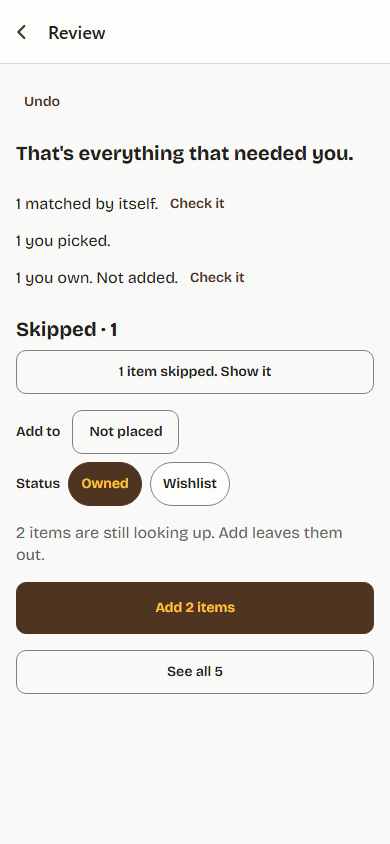 Review
Undo
That's everything that needed you.
1 matched by itself. Check it
1 you picked.
1 you own. Not added. Check it
Skipped · 1
1 item skipped. Show it
Add to Not placed
Status Owned Wishlist
2 items are still looking up. Add leaves them
out.
Add 2 items
See all 5